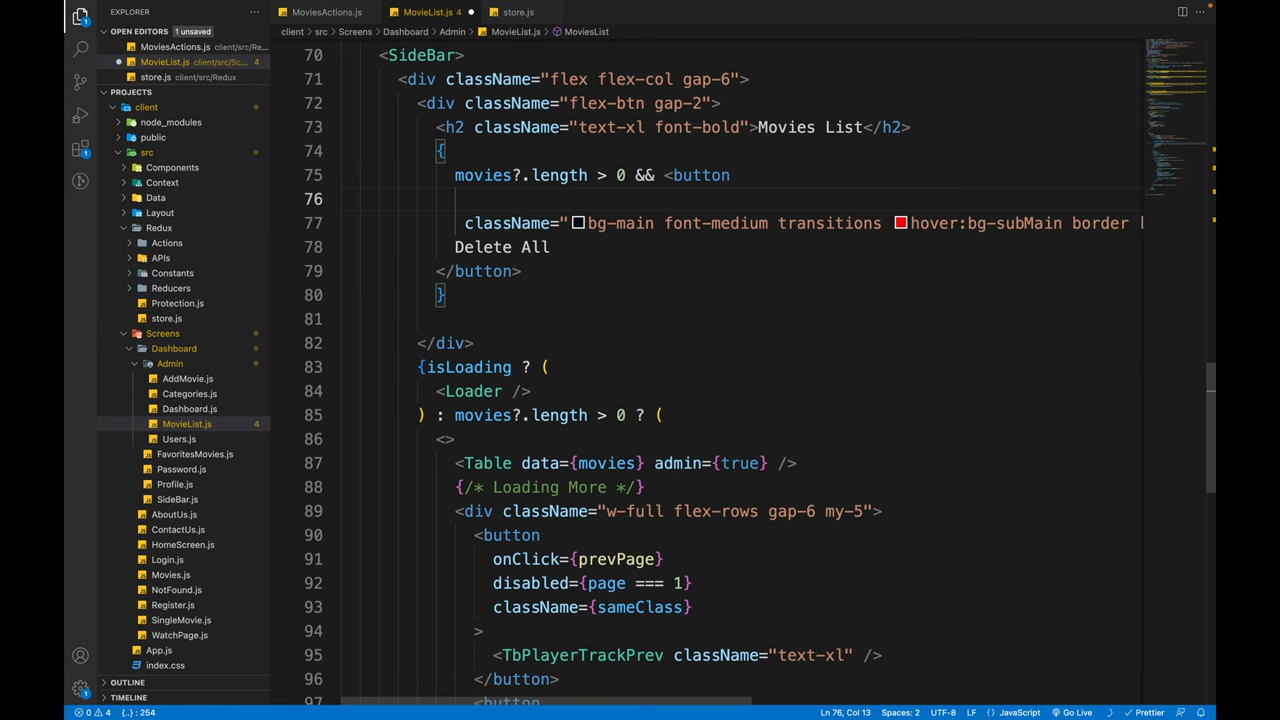 EXPLORER
OPEN EDITORS 1 unsaved
MoviesActions.js client/src/Re...
MovieList.js client/src/Sc... 4
store.js client/src/Redux
PROJECTS
client
node_modules
public
src
Components
Context
Data
Layout
Redux
Actions
APIs
Constants
Reducers
Protection.js
store.js
Screens
Dashboard
Admin
AddMovie.js
Categories.js
Dashboard.js
MovieList.js 4
Users.js
FavoritesMovies.js
Password.js
Profile.js
SideBar.js
AboutUs.js
ContactUs.js
HomeScreen.js
Login.js
Movies.js
NotFound.js
Register.js
SingleMovie.js
WatchPage.js
App.js
index.css
OUTLINE
TIMELINE
MoviesActions.js MovieList.js 4 store.js
client > src > Screens > Dashboard > Admin > MovieList.js > MoviesList
70 <SideBar>
71 <div className="flex flex-col gap-6">
72 <div className="flex-btn gap-2">
73 <h2 className="text-xl font-bold">Movies List</h2>
74 {
75 movies?.length > 0 && <button
76
77 className="bg-main font-medium transitions hover:bg-subMain border
78 Delete All
79 </button>
80 }
81
82 </div>
83 {isLoading ? (
84 <Loader />
85 ) : movies?.length > 0 ? (
86 <>
87 <Table data={movies} admin={true} />
88 {/* Loading More */}
89 <div className="w-full flex-rows gap-6 my-5">
90 <button
91 onClick={prevPage}
92 disabled={page === 1}
93 className={sameClass}
94 >
95 <TbPlayerTrackPrev className="text-xl" />
96 </button>
97 <button
0 4 {..} : 254 Ln 76, Col 13 Spaces: 2 UTF-8 LF {} JavaScript Go Live Prettier